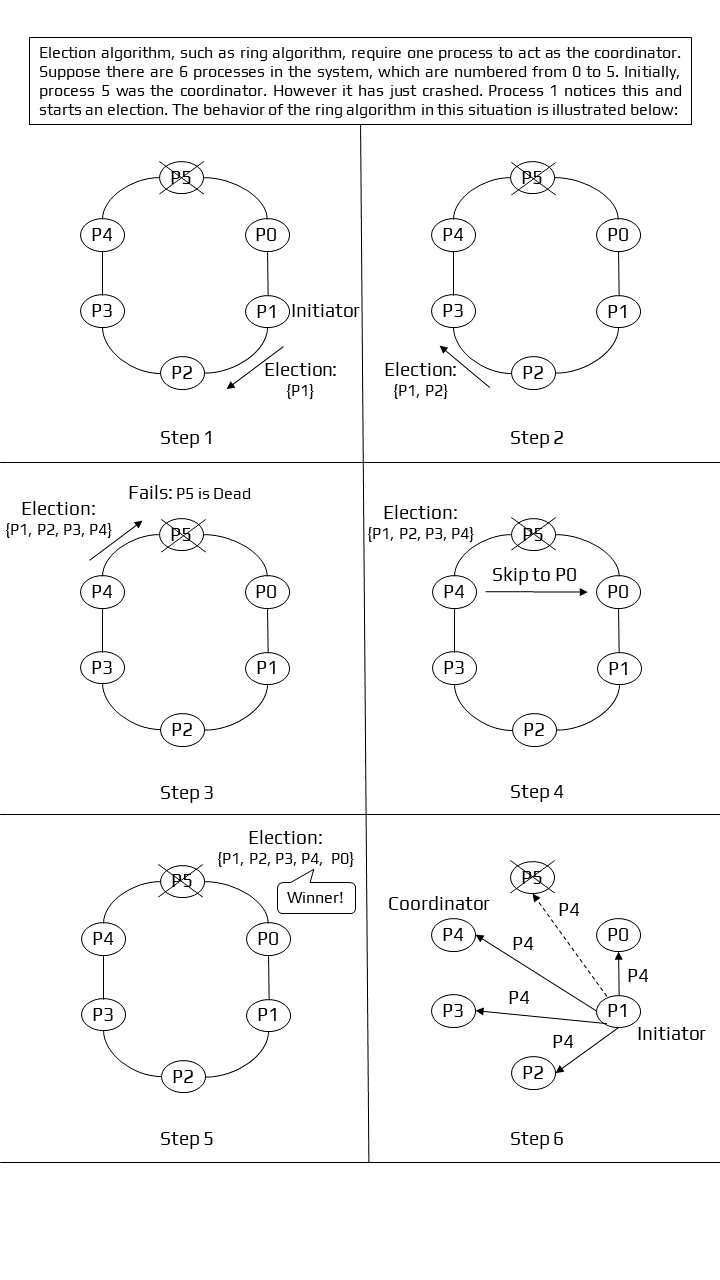 Election algorithm, such as ring algorithm, require one process to act as the coordinator.
Suppose there are 6 processes in the system, which are numbered from 0 to 5. Initially,
process 5 was the coordinator. However it has just crashed. Process 1 notices this and
starts an election. The behavior of the ring algorithm in this situation is illustrated below:
P5
P4
P0
P3
P1
Initiator
P2
Election:
{P1}
Step 1
P5
P4
P0
P3
P1
Election:
{P1, P2}
P2
Step 2
Fails: P5 is Dead
Election:
{P1, P2, P3, P4}
P5
P4
P0
P3
P1
P2
Step 3
Election:
{P1, P2, P3, P4}
P5
Skip to P0
P4
P0
P3
P1
P2
Step 4
Election:
{P1, P2, P3, P4, P0}
Winner!
P5
P4
P0
P3
P1
P2
Step 5
P5
Coordinator
P4
P4
P4
P0
P4
P4
P3
P1
Initiator
P4
P2
Step 6